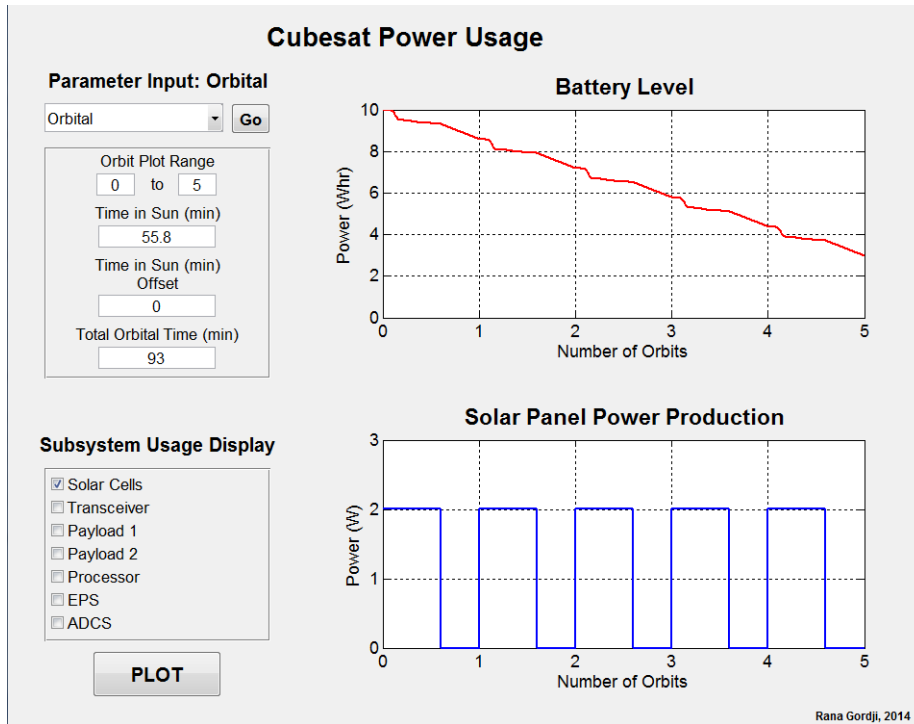 Cubesat Power Usage
Parameter Input: Orbital
Orbital
Go
Orbit Plot Range
0 to 5
Time in Sun (min)
55.8
Time in Sun (min)
Offset
0
Total Orbital Time (min)
93
Subsystem Usage Display
Solar Cells
Transceiver
Payload 1
Payload 2
Processor
EPS
ADCS
PLOT
Battery Level
Power (Whr)
10
8
6
4
2
0
0 1 2 3 4 5
Number of Orbits
Solar Panel Power Production
Power (W)
3
2
1
0
0 1 2 3 4 5
Number of Orbits
Rana Gordji, 2014